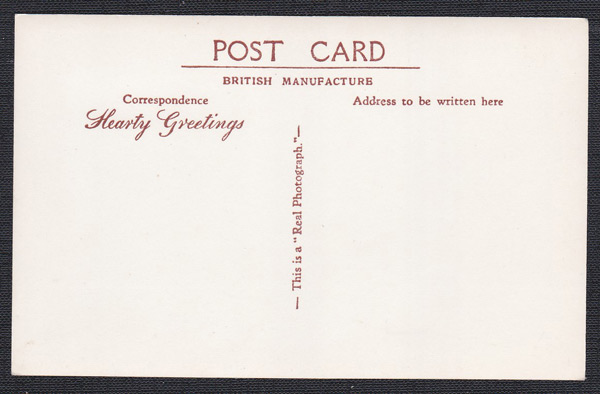 POST CARD
BRITISH MANUFACTURE
Correspondence
Hearty Greetings
— This is a "Real Photograph." —
Address to be written here